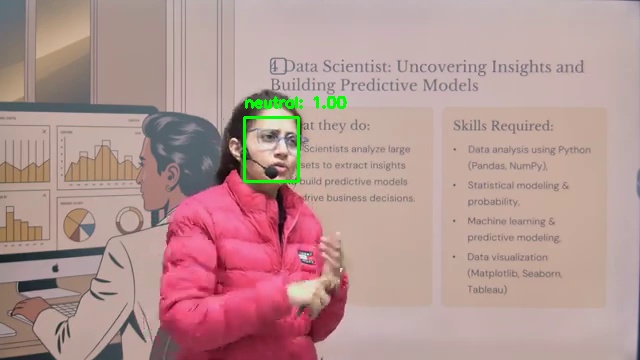 4 Data Scientist: Uncovering Insights and
Building Predictive Models
neutral: 1.00
at they do:
Scientists analyze large
sets to extract insights
build predictive models
drive business decisions.
Skills Required:
• Data analysis using Python
(Pandas, NumPy),
• Statistical modeling &
probability,
• Machine learning &
predictive modeling,
• Data visualization
(Matplotlib, Seaborn,
Tableau)